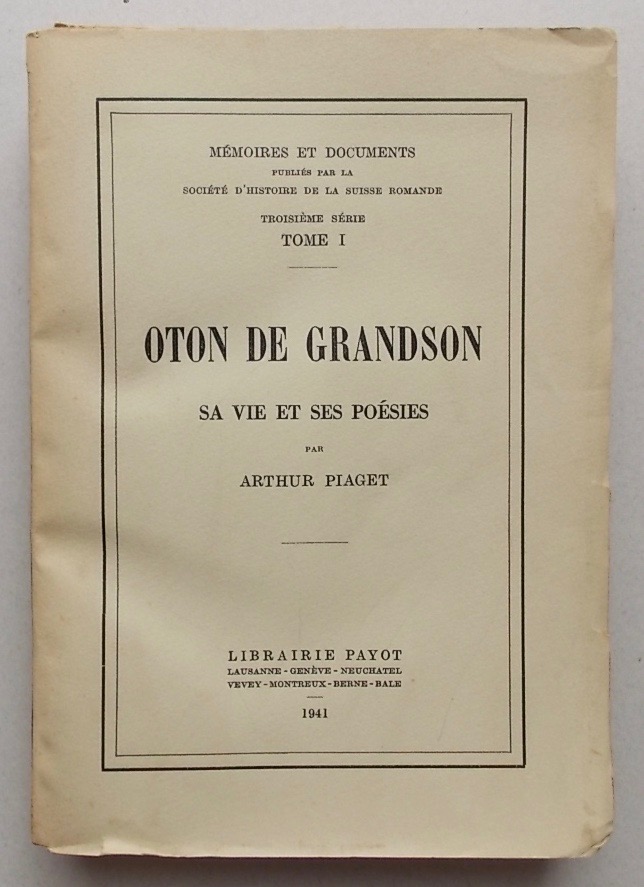 MÉMOIRES ET DOCUMENTS
PUBLIÉS PAR LA
SOCIÉTÉ D'HISTOIRE DE LA SUISSE ROMANDE
TROISIÈME SÉRIE
TOME I
OTON DE GRANDSON
SA VIE ET SES POÉSIES
PAR
ARTHUR PIAGET
LIBRAIRIE PAYOT
LAUSANNE - GENÈVE - NEUCHATEL
VEVEY - MONTREUX - BERNE - BALE
1941